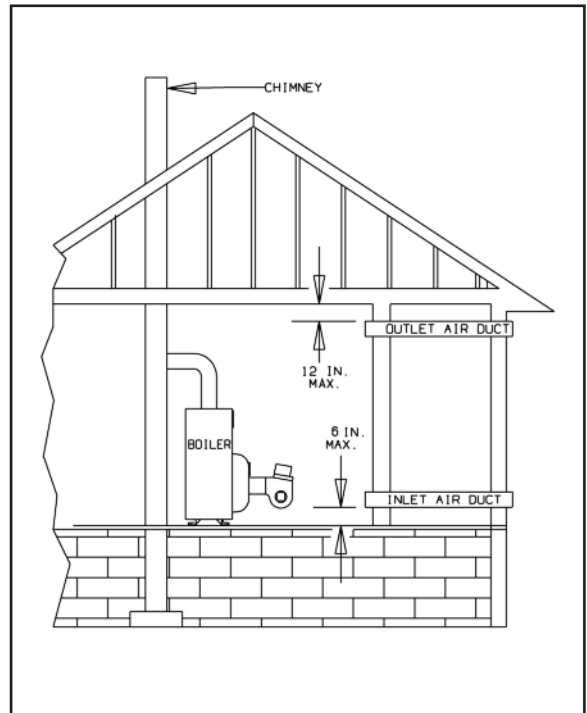 CHIMNEY
OUTLET AIR DUCT
12 IN.
MAX.
6 IN.
MAX.
BOILER
INLET AIR DUCT